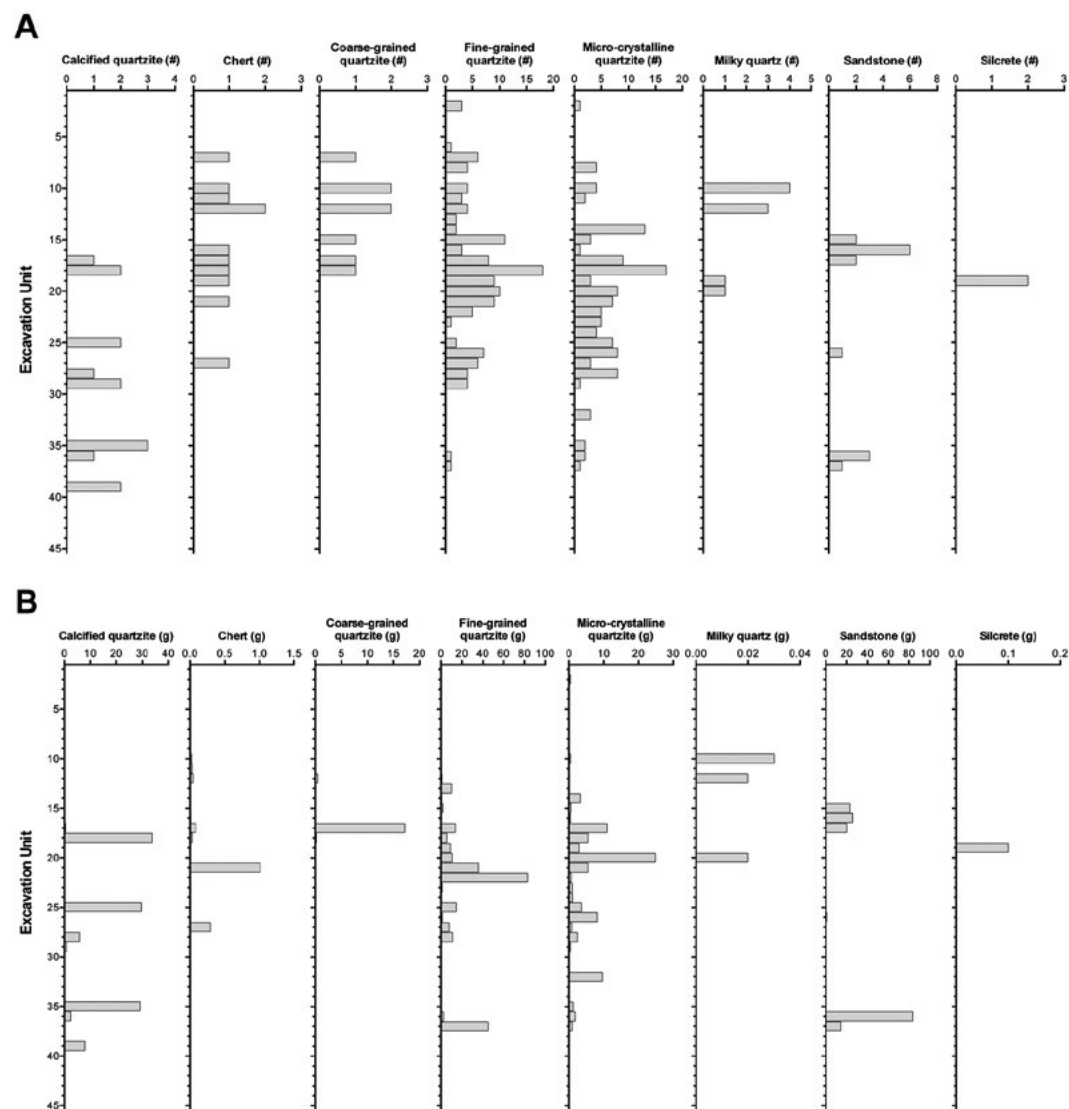 A
Coarse-grained Fine-grained Micro-crystalline
Calcified quartzite (#) Chert (#) quartzite (#) quartzite (#) quartzite (#) Milky quartz (#) Sandstone (#) Silcrete (#)
0 1 2 3 4 0 1 2 3 0 1 2 3 0 5 10 15 20 0 5 10 15 20 0 1 2 3 4 5 0 2 4 6 8 0 1 2 3
5
10
15
20
25
30
35
40
45
Excavation Unit
B
Coarse-grained Fine-grained Micro-crystalline
Calcified quartzite (g) Chert (g) quartzite (g) quartzite (g) quartzite (g) Milky quartz (g) Sandstone (g) Silcrete (g)
0 10 20 30 40 0 0.5 1.0 1.5 0 5 10 15 20 0 20 40 60 80 100 0 10 20 30 0.00 0.02 0.04 0 20 40 60 80 100 0.0 0.1 0.2
5
10
15
20
25
30
35
40
45
Excavation Unit